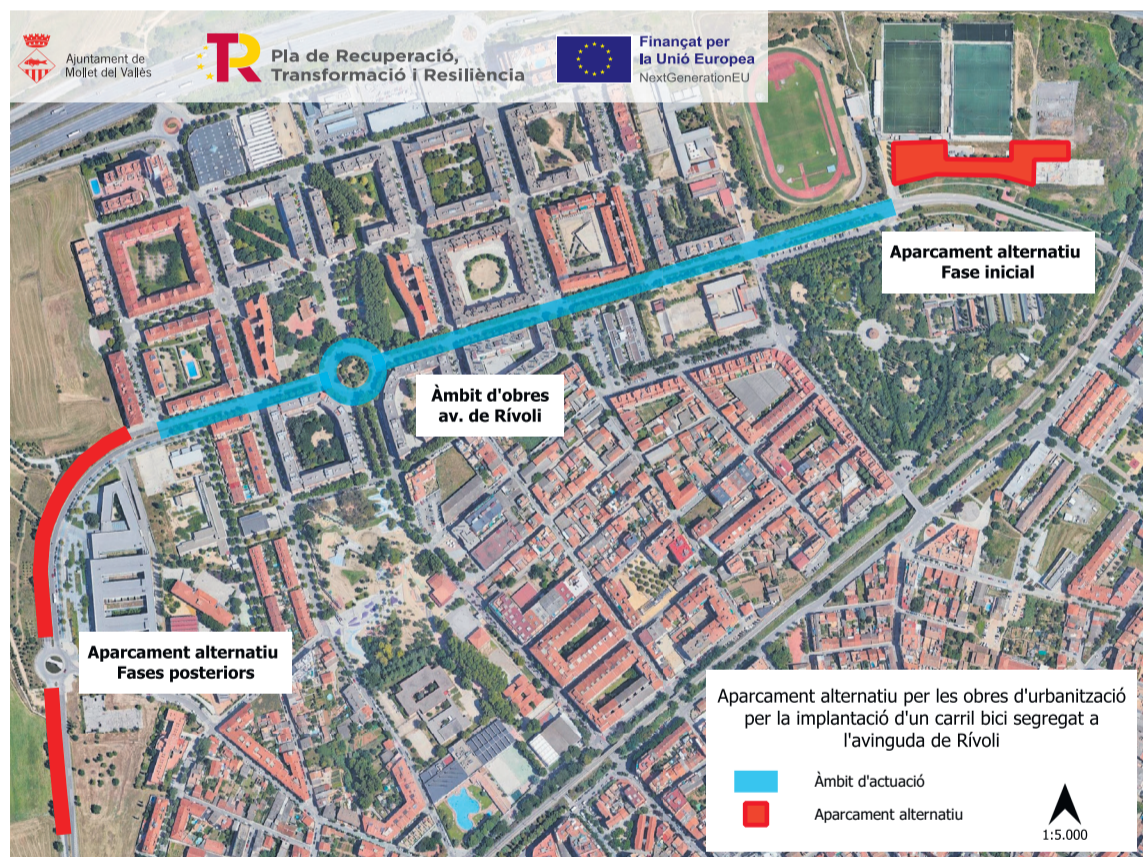 Ajuntament de
Mollet del Vallès
TR
Pla de Recuperació,
Transformació i Resiliència
Finançat per
la Unió Europea
NextGenerationEU
Aparcament alternatiu
Fase inicial
Àmbit d'obres
av. de Rívoli
Aparcament alternatiu
Fases posteriors
Aparcament alternatiu per les obres d'urbanització
per la implantació d'un carril bici segregat a
l'avinguda de Rívoli
Àmbit d'actuació
Aparcament alternatiu
1:5.000